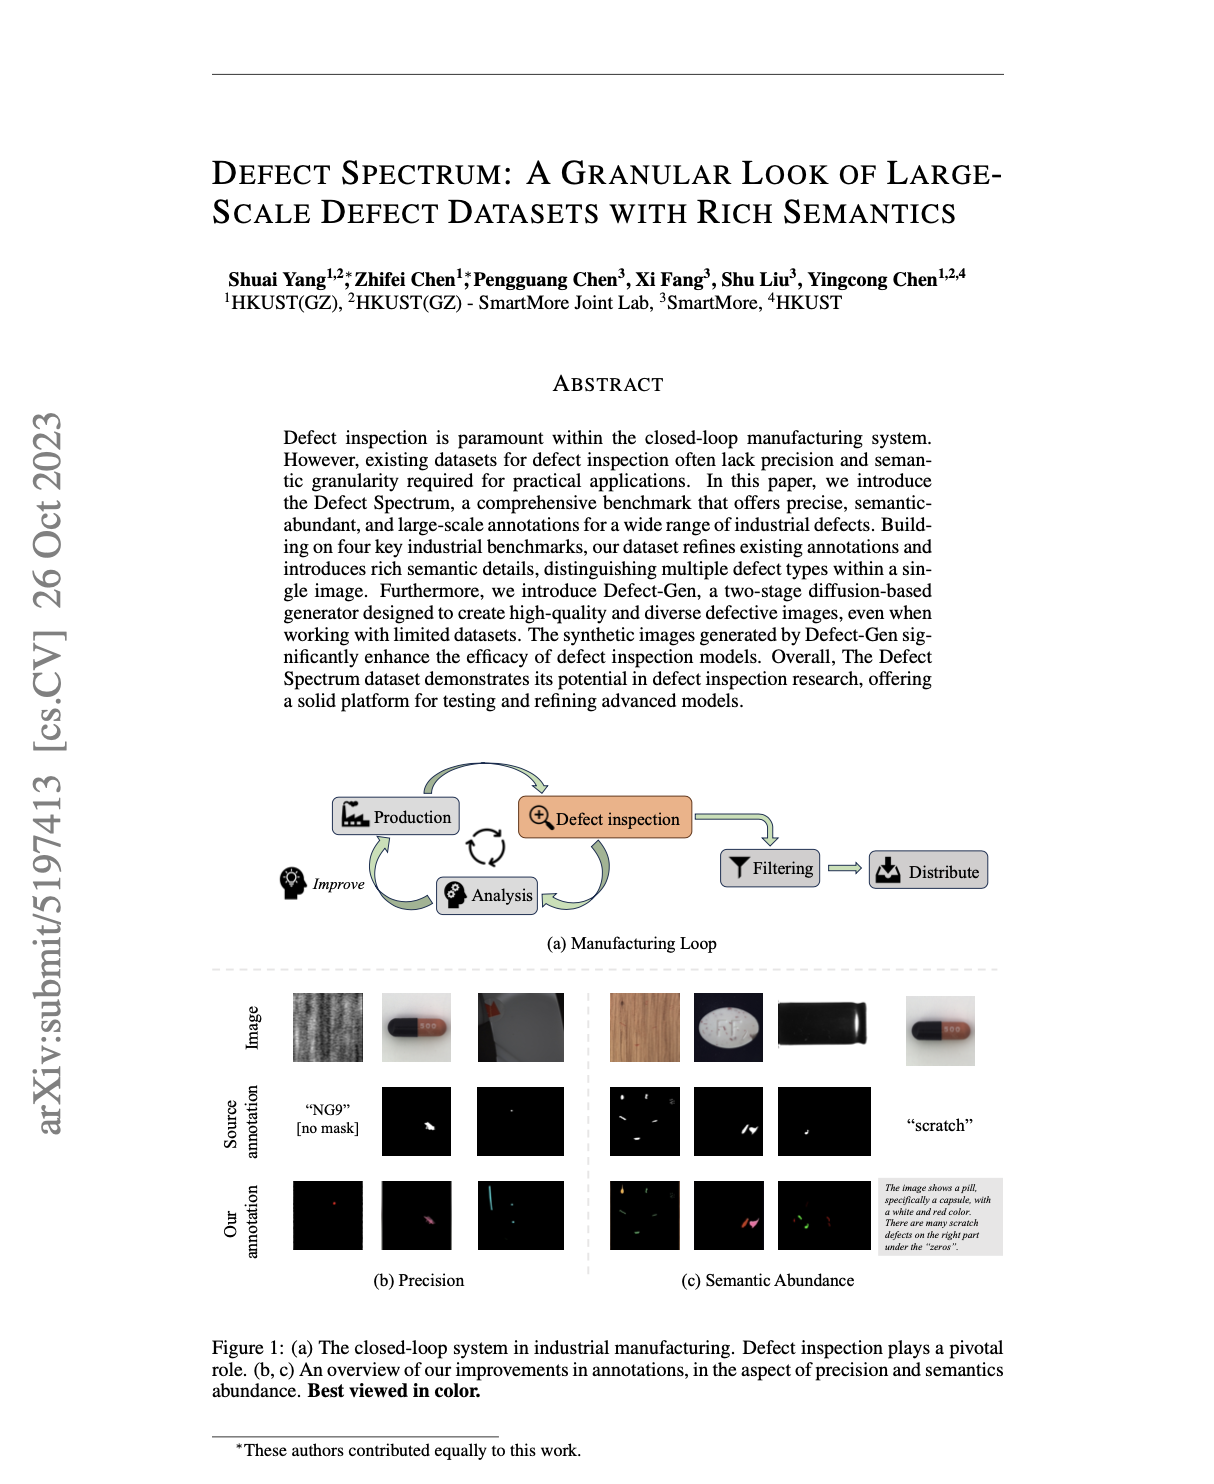 DEFECT SPECTRUM: A GRANULAR LOOK OF LARGE-
SCALE DEFECT DATASETS WITH RICH SEMANTICS
Shuai Yang1,2*, Zhifei Chen1*, Pengguang Chen3, Xi Fang3, Shu Liu3, Yingcong Chen1,2,4
1HKUST(GZ), 2HKUST(GZ) - SmartMore Joint Lab, 3SmartMore, 4HKUST
ABSTRACT
Defect inspection is paramount within the closed-loop manufacturing system.
However, existing datasets for defect inspection often lack precision and seman-
tic granularity required for practical applications. In this paper, we introduce
the Defect Spectrum, a comprehensive benchmark that offers precise, semantic-
abundant, and large-scale annotations for a wide range of industrial defects. Build-
ing on four key industrial benchmarks, our dataset refines existing annotations and
introduces rich semantic details, distinguishing multiple defect types within a sin-
gle image. Furthermore, we introduce Defect-Gen, a two-stage diffusion-based
generator designed to create high-quality and diverse defective images, even when
working with limited datasets. The synthetic images generated by Defect-Gen sig-
nificantly enhance the efficacy of defect inspection models. Overall, The Defect
Spectrum dataset demonstrates its potential in defect inspection research, offering
a solid platform for testing and refining advanced models.
arXiv:submit/5197413 [cs.CV] 26 Oct 2023
Production
Defect inspection
Filtering
Distribute
Improve
Analysis
(a) Manufacturing Loop
Image
500
500
Source
annotation
"NG9"
[no mask]
"scratch"
Our
annotation
The image shows a pill,
specifically a capsule, with
a white and red color.
There are many scratch
defects on the right part
under the "zeros".
(b) Precision
(c) Semantic Abundance
Figure 1: (a) The closed-loop system in industrial manufacturing. Defect inspection plays a pivotal
role. (b, c) An overview of our improvements in annotations, in the aspect of precision and semantics
abundance. Best viewed in color.
*These authors contributed equally to this work.